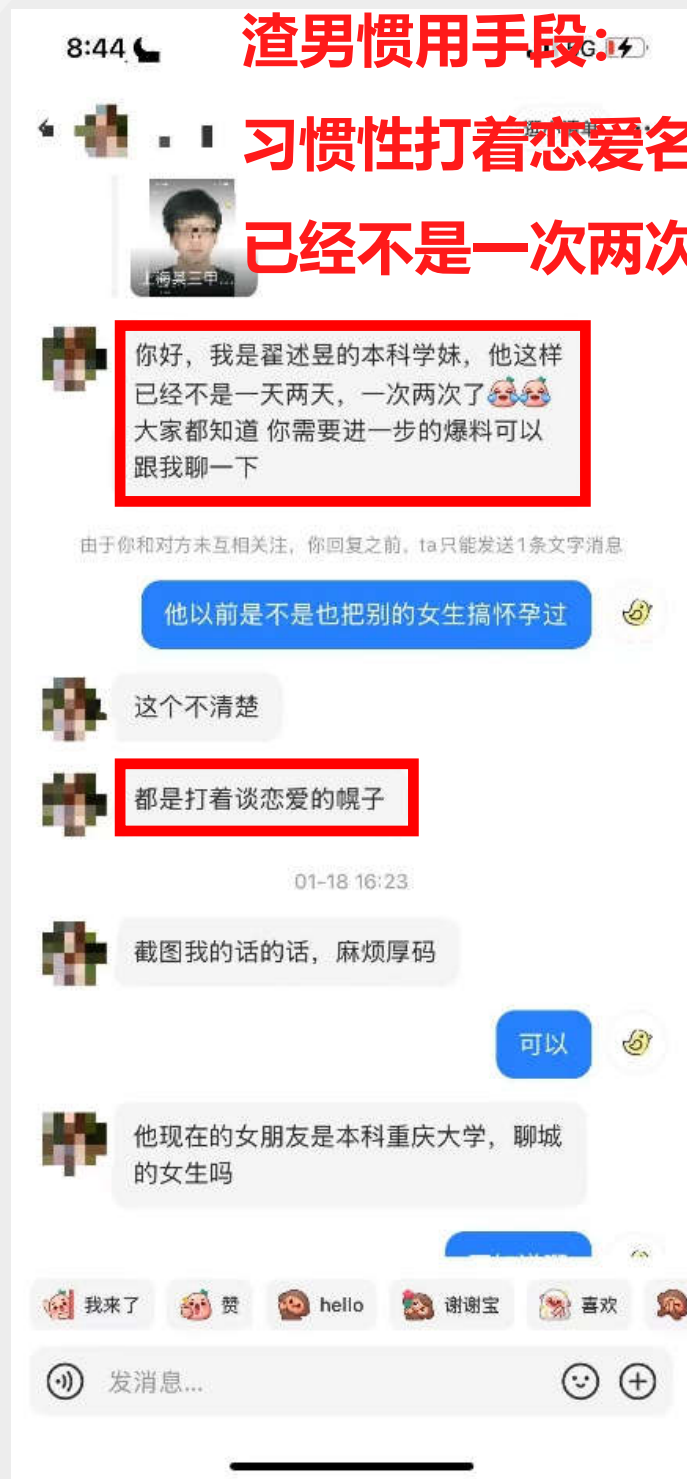 8:44
渣男惯用手段：
习惯性打着恋爱名
上海某三甲...
已经不是一次两次
你好，我是翟述昱的本科学妹，他这样
已经不是一天两天，一次两次了
大家都知道 你需要进一步的爆料可以
跟我聊一下
由于你和对方未互相关注，你回复之前，ta只能发送1条文字消息
他以前是不是也把别的女生搞怀孕过
这个不清楚
都是打着谈恋爱的幌子
01-18 16:23
截图我的话的话，麻烦厚码
可以
他现在的女朋友是本科重庆大学，聊城
的女生吗
我来了 赞 hello 谢谢宝 喜欢
发消息...